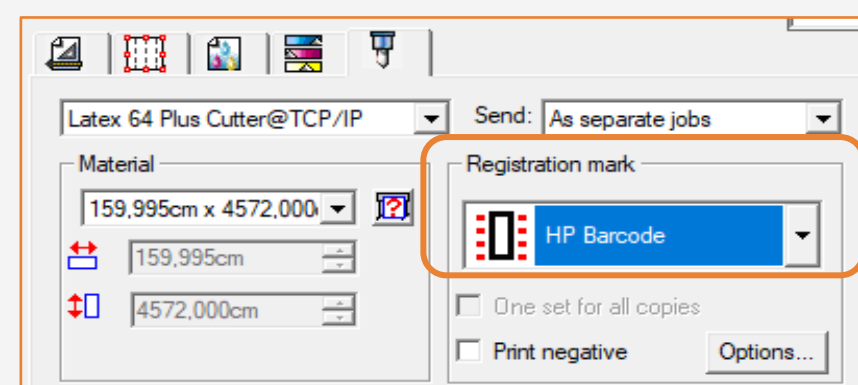 Latex 64 Plus Cutter@TCP/IP Send: As separate jobs
Material
159,995cm x 4572,000
159,995cm
4572,000cm
Registration mark
HP Barcode
One set for all copies
Print negative Options...